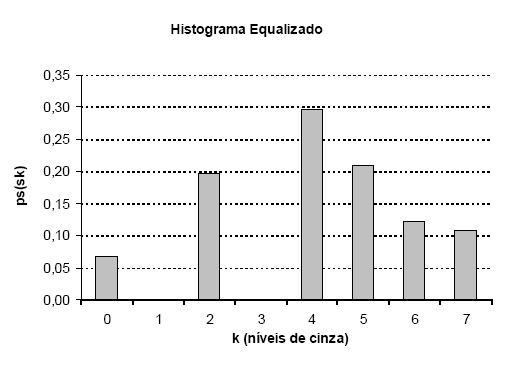 Histograma Equalizado
0,35
0,30
0,25
0,20
0,15
0,10
0,05
0,00
ps(sk)
0 1 2 3 4 5 6 7
k (níveis de cinza)